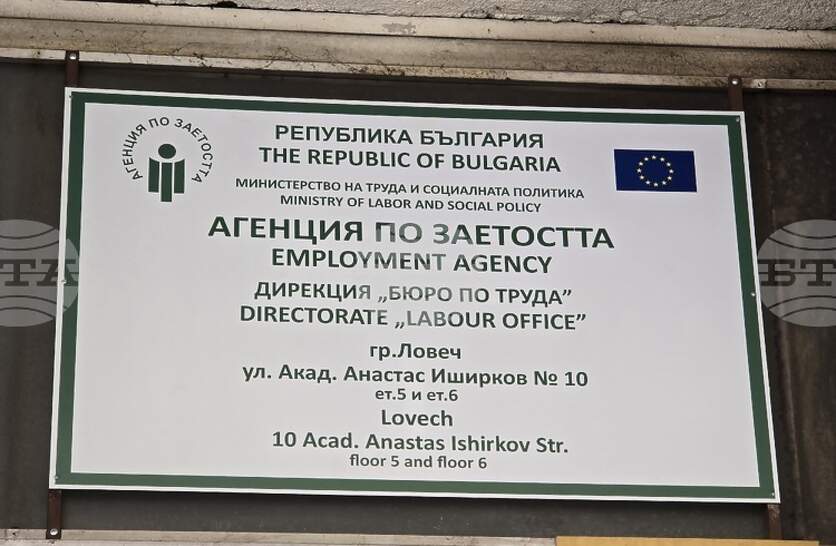 АГЕНЦИЯ ПО ЗАЕТОСТТА
РЕПУБЛИКА БЪЛГАРИЯ
THE REPUBLIC OF BULGARIA
МИНИСТЕРСТВО НА ТРУДА И СОЦИАЛНАТА ПОЛИТИКА
MINISTRY OF LABOR AND SOCIAL POLICY
АГЕНЦИЯ ПО ЗАЕТОСТТА
EMPLOYMENT AGENCY
ДИРЕКЦИЯ „БЮРО ПО ТРУДА”
DIRECTORATE „LABOUR OFFICE”
гр.Ловеч
ул. Акад. Анастас Иширков № 10
ет.5 и ет.6
Lovech
10 Acad. Anastas Ishirkov Str.
floor 5 and floor 6